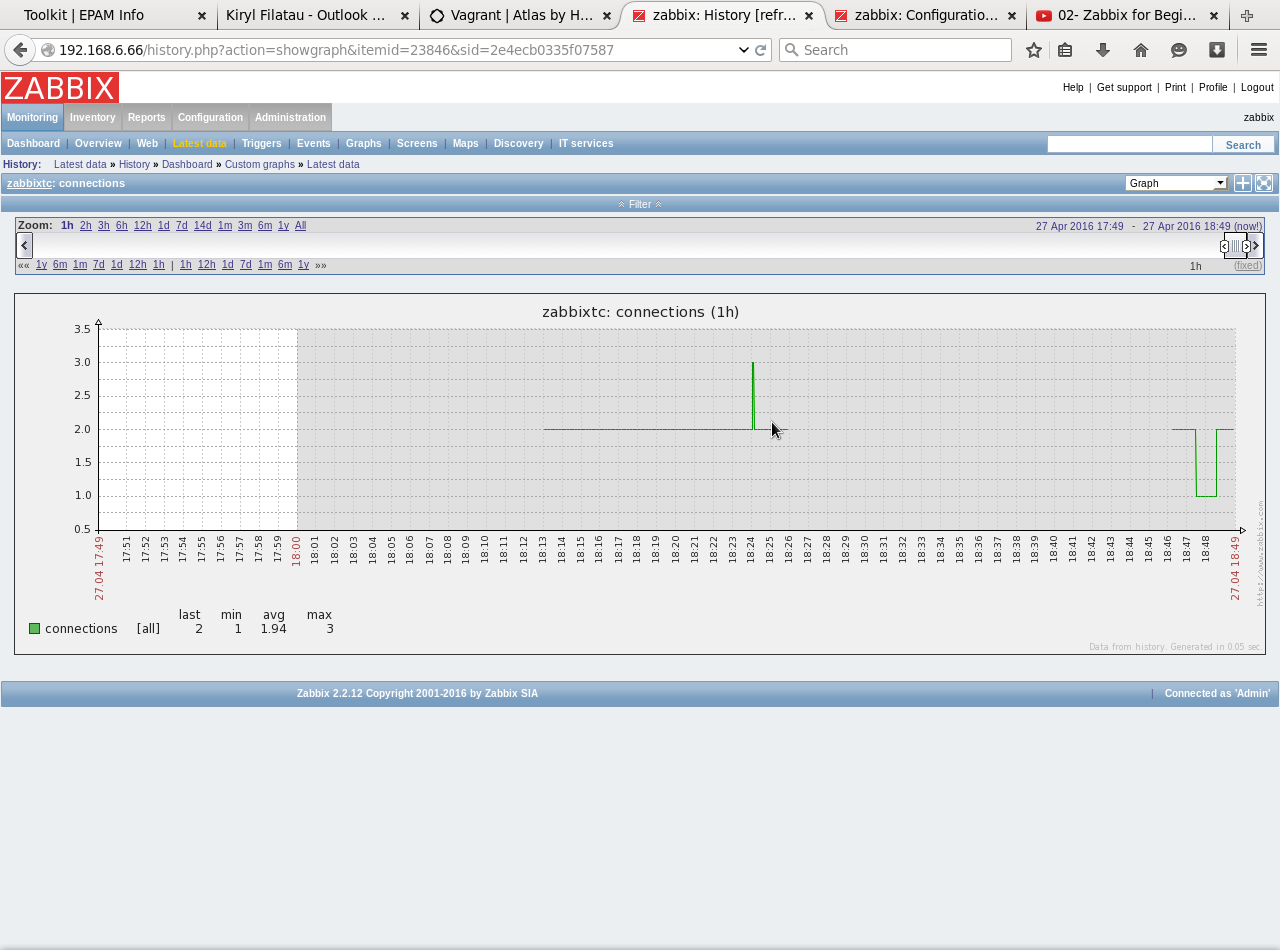 Toolkit | EPAM Info
Kiryl Filatau - Outlook ...
Vagrant | Atlas by H...
zabbix: History [refr...
zabbix: Configuratio...
02- Zabbix for Begi...
192.168.6.66/history.php?action=showgraph&itemid=23846&sid=2e4ecb0335f07587
Search
ZABBIX
Help | Get support | Print | Profile | Logout
Monitoring Inventory Reports Configuration Administration
zabbix
Dashboard | Overview | Web | Latest data | Triggers | Events | Graphs | Screens | Maps | Discovery | IT services
Search
History: Latest data » History » Dashboard » Custom graphs » Latest data
zabbixtc: connections
Graph
Filter
Zoom: 1h 2h 3h 6h 12h 1d 7d 14d 1m 3m 6m 1y All
27 Apr 2016 17:49 - 27 Apr 2016 18:49 (now!)
«« 1y 6m 1m 7d 1d 12h 1h | 1h 12h 1d 7d 1m 6m 1y »»
1h (fixed)
zabbixtc: connections (1h)
3.5
3.0
2.5
2.0
1.5
1.0
0.5
27.04 17:49 17:51 17:52 17:53 17:54 17:55 17:56 17:57 17:58 17:59 18:00 18:01 18:02 18:03 18:04 18:05 18:06 18:07 18:08 18:09 18:10 18:11 18:12 18:13 18:14 18:15 18:16 18:17 18:18 18:19 18:20 18:21 18:22 18:23 18:24 18:25 18:26 18:27 18:28 18:29 18:30 18:31 18:32 18:33 18:34 18:35 18:36 18:37 18:38 18:39 18:40 18:41 18:42 18:43 18:44 18:45 18:46 18:47 18:48 27.04 18:49
http://www.zabbix.com
last min avg max
connections [all] 2 1 1.94 3
Data from history. Generated in 0.05 sec.
Zabbix 2.2.12 Copyright 2001-2016 by Zabbix SIA
| Connected as 'Admin'